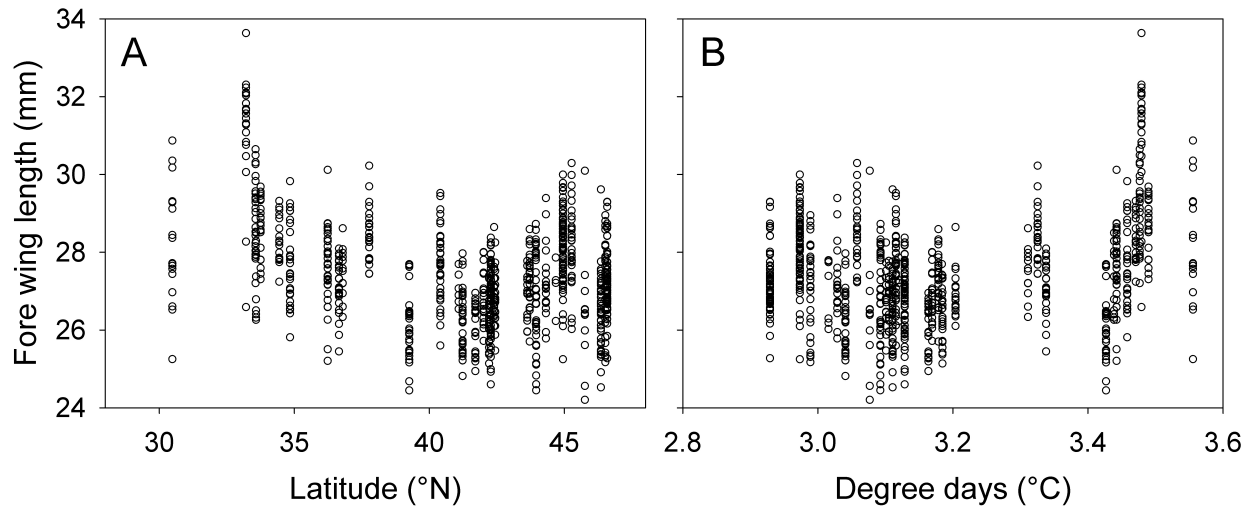 A
B
Fore wing length (mm)
34
32
30
28
26
24
30 35 40 45
2.8 3.0 3.2 3.4 3.6
Latitude (°N)
Degree days (°C)